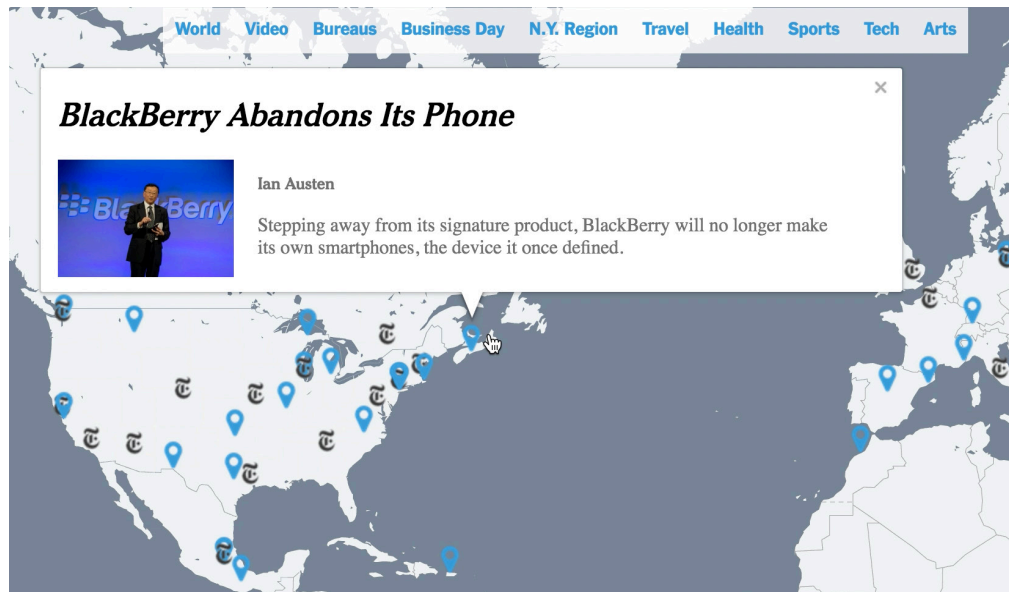 World Video Bureaus Business Day N.Y. Region Travel Health Sports Tech Arts
BlackBerry Abandons Its Phone
BlackBerry
Ian Austen
Stepping away from its signature product, BlackBerry will no longer make
its own smartphones, the device it once defined.